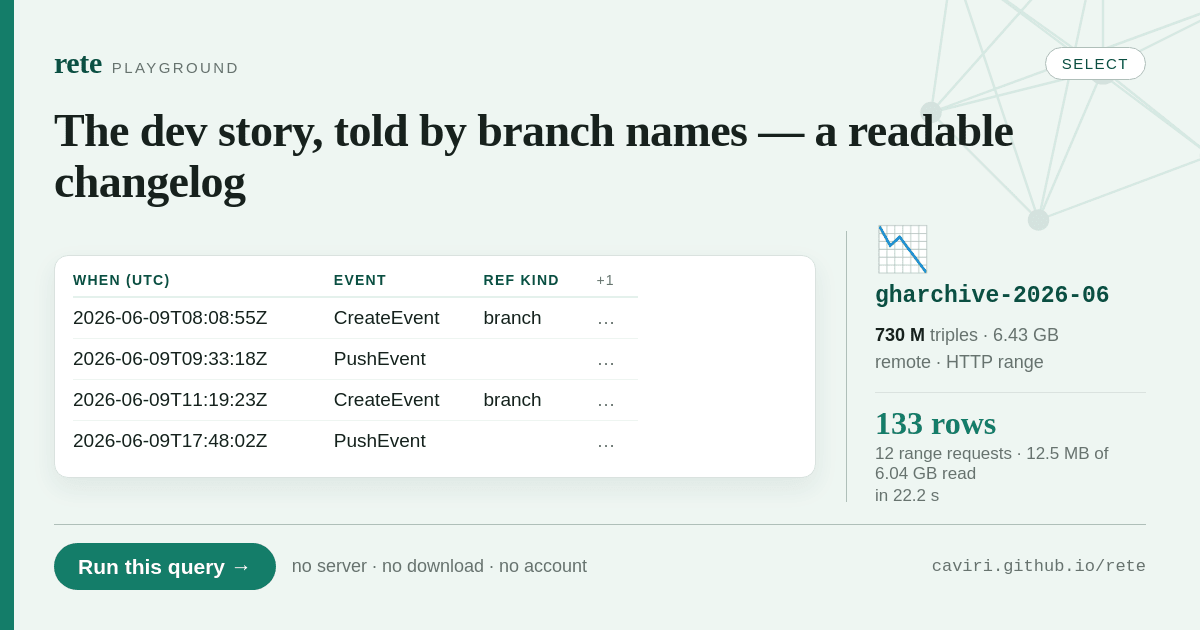 rete PLAYGROUND
SELECT
The dev story, told by branch names — a readable
changelog
WHEN (UTC) EVENT REF KIND +1
2026-06-09T08:08:55Z CreateEvent branch …
2026-06-09T09:33:18Z PushEvent …
2026-06-09T11:19:23Z CreateEvent branch …
2026-06-09T17:48:02Z PushEvent …
gharchive-2026-06
730 M triples · 6.43 GB
remote · HTTP range
133 rows
12 range requests · 12.5 MB of
6.04 GB read
in 22.2 s
Run this query →
no server · no download · no account
caviri.github.io/rete